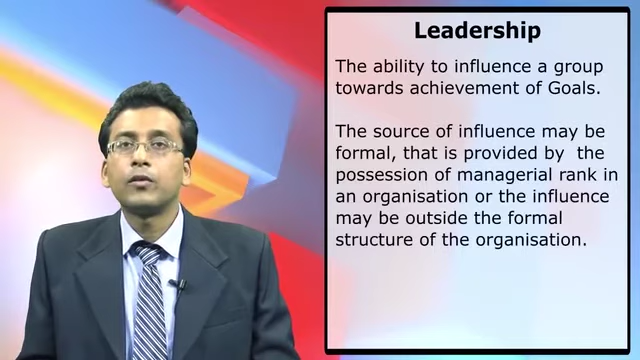 Leadership
The ability to influence a group
towards achievement of Goals.
The source of influence may be
formal, that is provided by  the
possession of managerial rank in
an organisation or the influence
may be outside the formal
structure of the organisation.